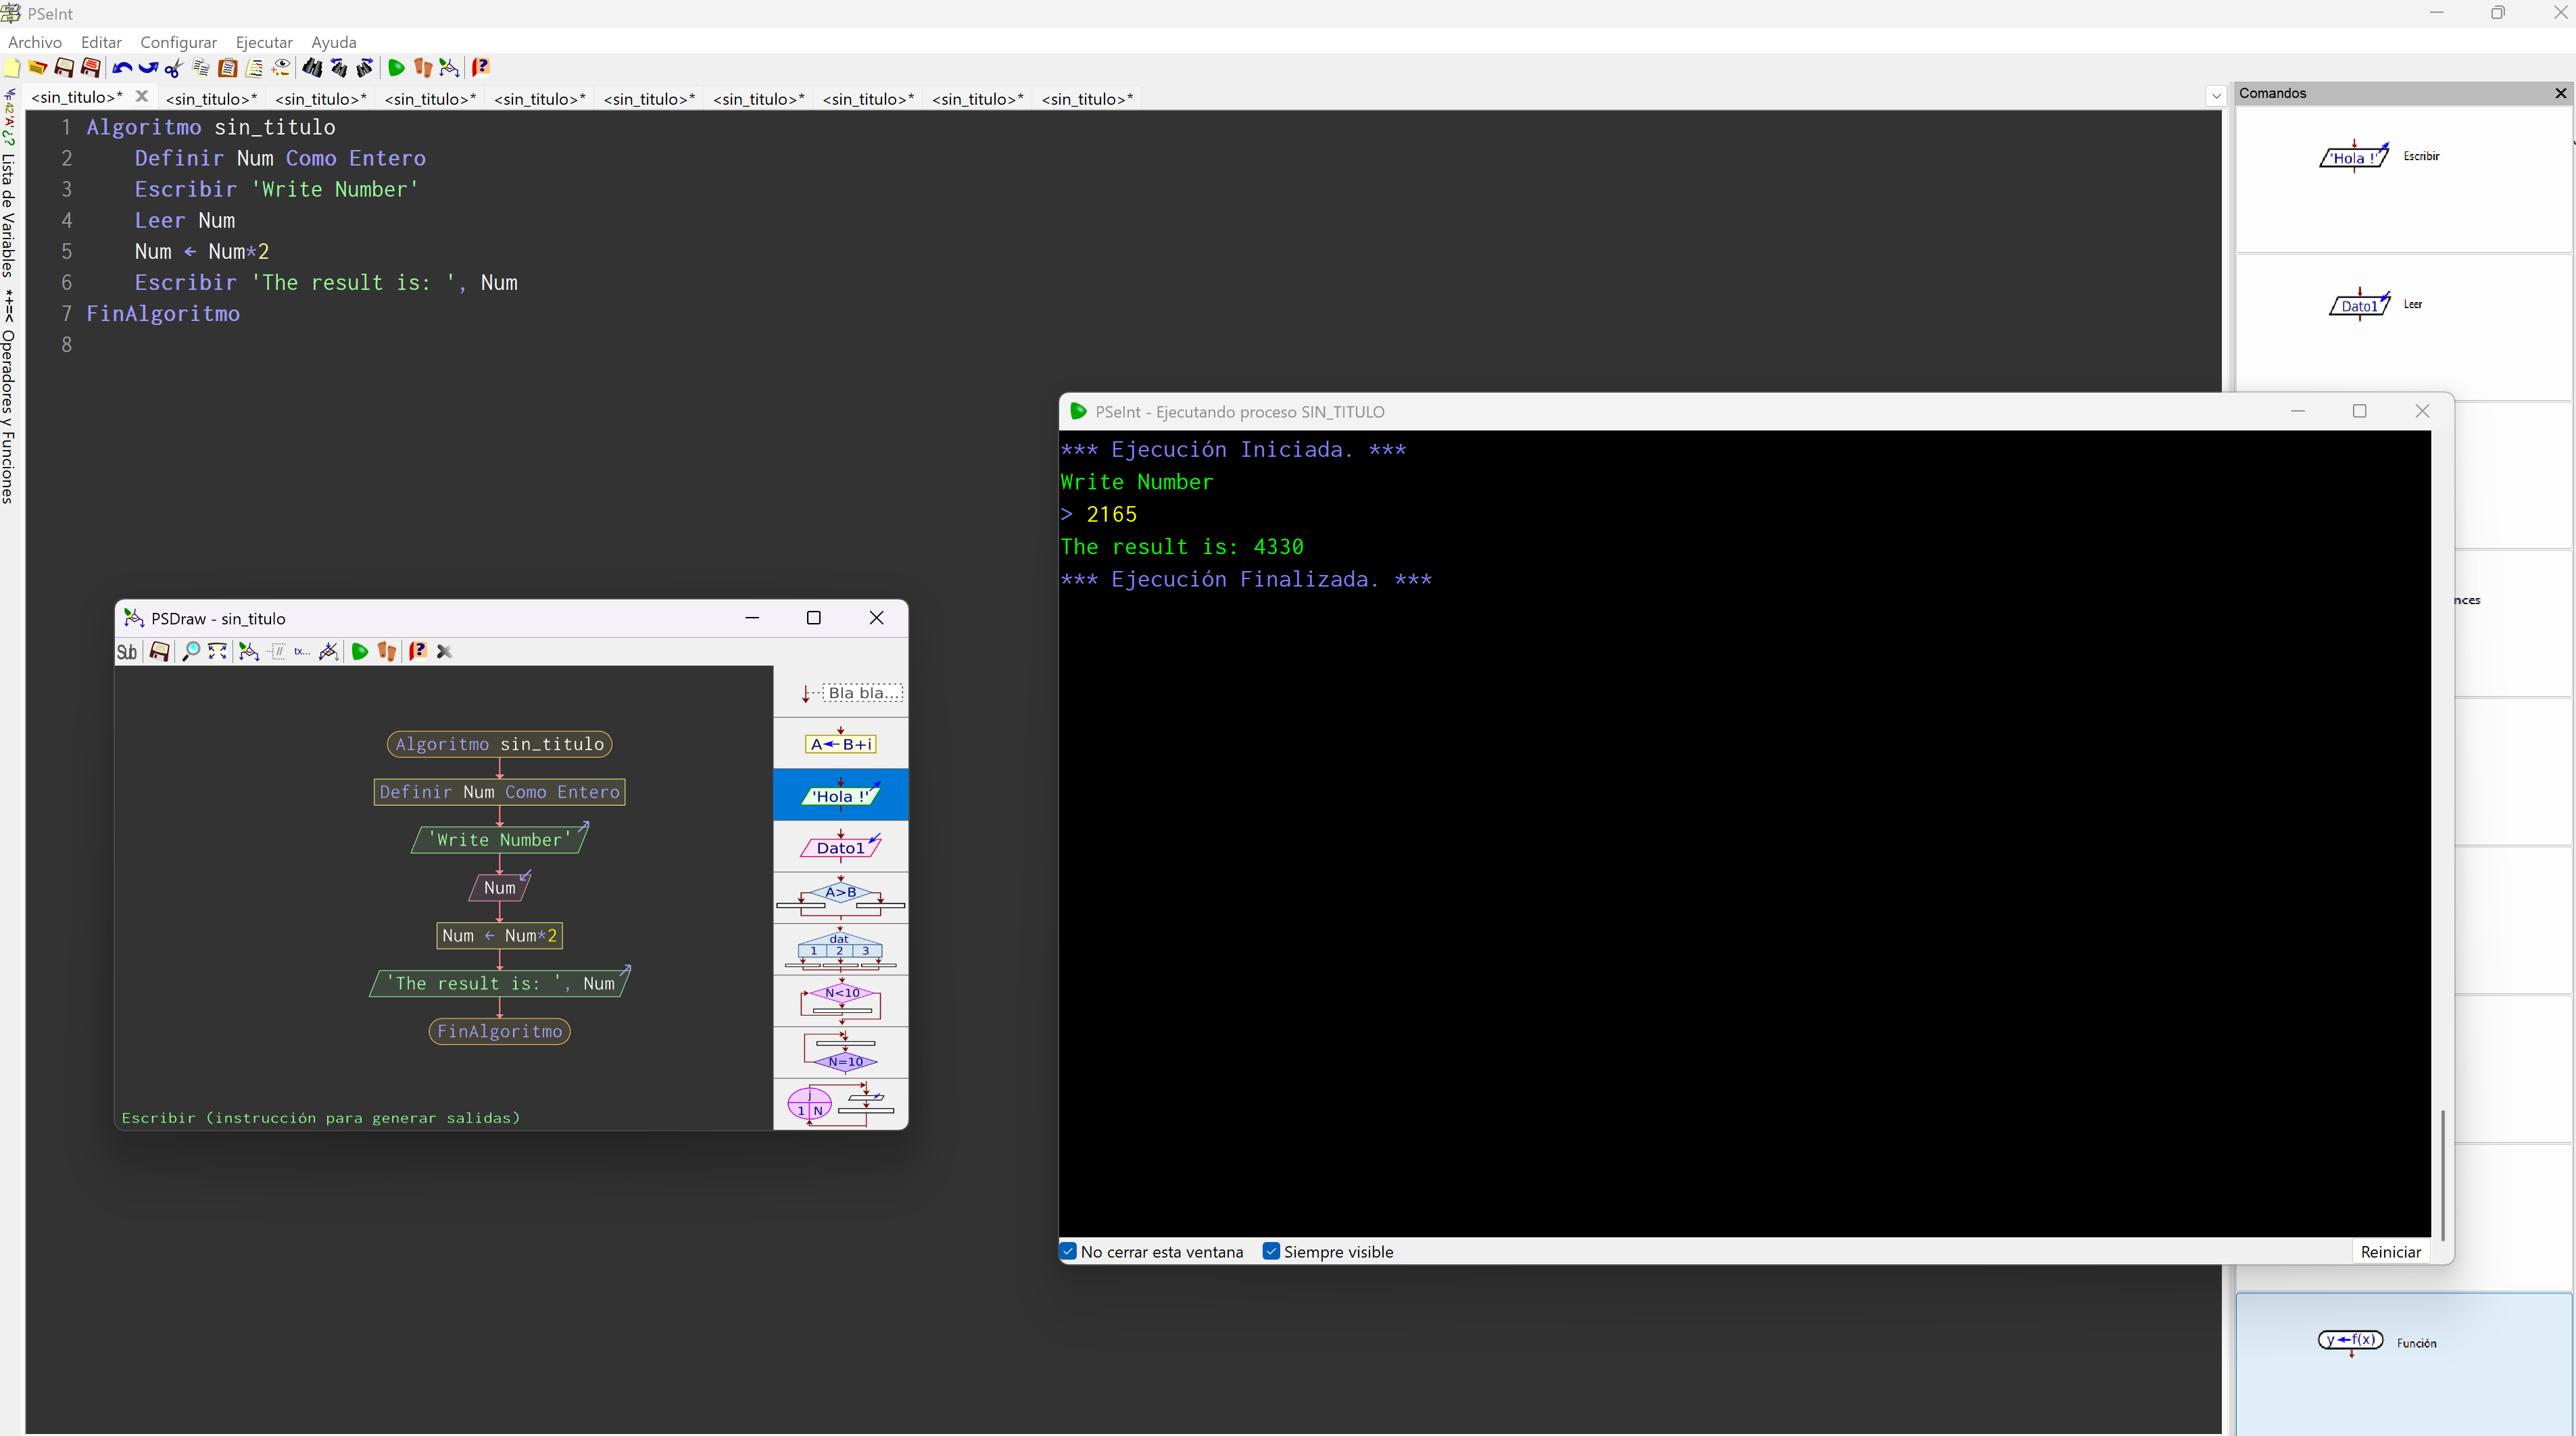 PSeInt
Archivo Editar Configurar Ejecutar Ayuda
<sin_titulo>* <sin_titulo>* <sin_titulo>* <sin_titulo>* <sin_titulo>* <sin_titulo>* <sin_titulo>* <sin_titulo>* <sin_titulo>* <sin_titulo>*
Comandos
42 'A' ¿? Lista de Variables
*+=< Operadores y Funciones
1 Algoritmo sin_titulo
2 Definir Num Como Entero
3 Escribir 'Write Number'
4 Leer Num
5 Num ← Num*2
6 Escribir 'The result is: ', Num
7 FinAlgoritmo
8
'Hola !' Escribir
Dato1 Leer
nces
y←f(x) Función
PSeInt - Ejecutando proceso SIN_TITULO
*** Ejecución Iniciada. ***
Write Number
> 2165
The result is: 4330
*** Ejecución Finalizada. ***
No cerrar esta ventana Siempre visible Reiniciar
PSDraw - sin_titulo
Sub tx...
Algoritmo sin_titulo
Definir Num Como Entero
'Write Number'
Num
Num ← Num*2
'The result is: ', Num
FinAlgoritmo
Escribir (instrucción para generar salidas)
Bla bla...
A←B+i
'Hola !'
Dato1
A>B
dat
1 2 3
N<10
N=10
j
1 N